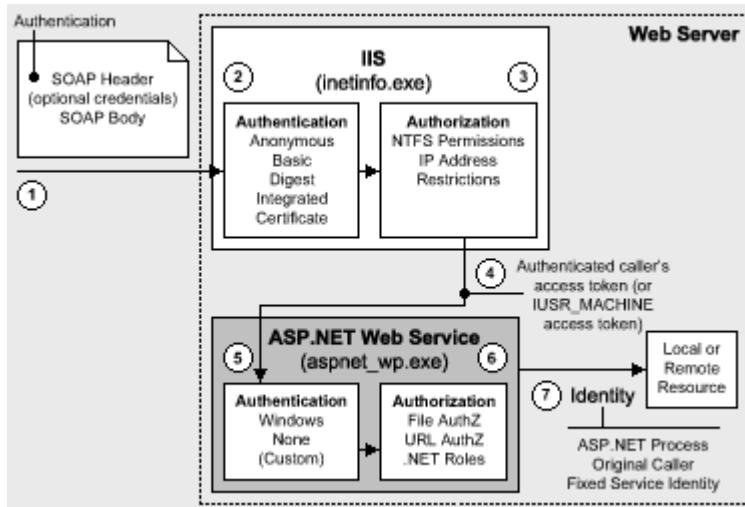 Authentication
SOAP Header
(optional credentials)
SOAP Body
1
Web Server
IIS
(inetinfo.exe)
2
3
Authentication
Anonymous
Basic
Digest
Integrated
Certificate
Authorization
NTFS Permissions
IP Address
Restrictions
4
Authenticated caller's
access token (or
IUSR_MACHINE
access token)
ASP.NET Web Service
(aspnet_wp.exe)
5
6
Authentication
Windows
None
(Custom)
Authorization
File AuthZ
URL AuthZ
.NET Roles
Local or
Remote
Resource
7
Identity
ASP.NET Process
Original Caller
Fixed Service Identity